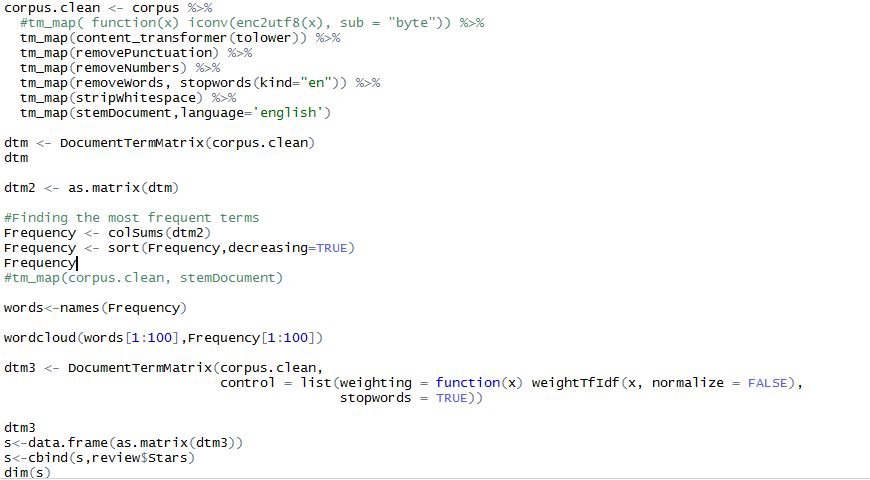 corpus.clean <- corpus %>%
  #tm_map( function(x) iconv(enc2utf8(x), sub = "byte")) %>%
  tm_map(content_transformer(tolower)) %>%
  tm_map(removePunctuation) %>%
  tm_map(removeNumbers) %>%
  tm_map(removeWords, stopwords(kind="en")) %>%
  tm_map(stripWhitespace) %>%
  tm_map(stemDocument,language='english')

dtm <- DocumentTermMatrix(corpus.clean)
dtm

dtm2 <- as.matrix(dtm)

#Finding the most frequent terms
Frequency <- colSums(dtm2)
Frequency <- sort(Frequency,decreasing=TRUE)
Frequency
#tm_map(corpus.clean, stemDocument)

words<-names(Frequency)

wordcloud(words[1:100],Frequency[1:100])

dtm3 <- DocumentTermMatrix(corpus.clean,
                           control = list(weighting = function(x) weightTfIdf(x, normalize = FALSE),
                                          stopwords = TRUE))

dtm3
s<-data.frame(as.matrix(dtm3))
s<-cbind(s,review$Stars)
dim(s)